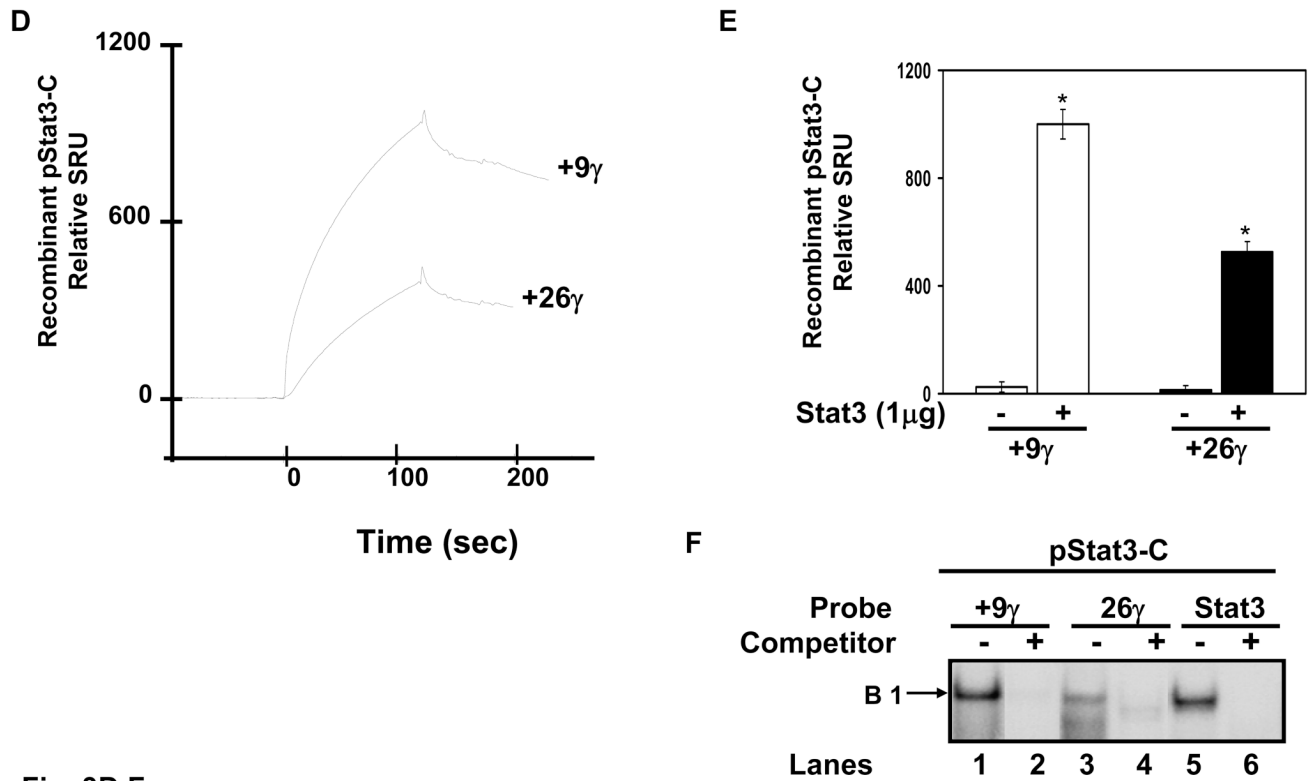 D
1200
600
0
Recombinant pStat3-C
Relative SRU
+9γ
+26γ
0 100 200
Time (sec)
E
1200
800
400
0
Recombinant pStat3-C
Relative SRU
* *
Stat3 (1μg) - + - +
+9γ +26γ
F
pStat3-C
Probe +9γ 26γ Stat3
Competitor - + - + - +
B 1
Lanes 1 2 3 4 5 6